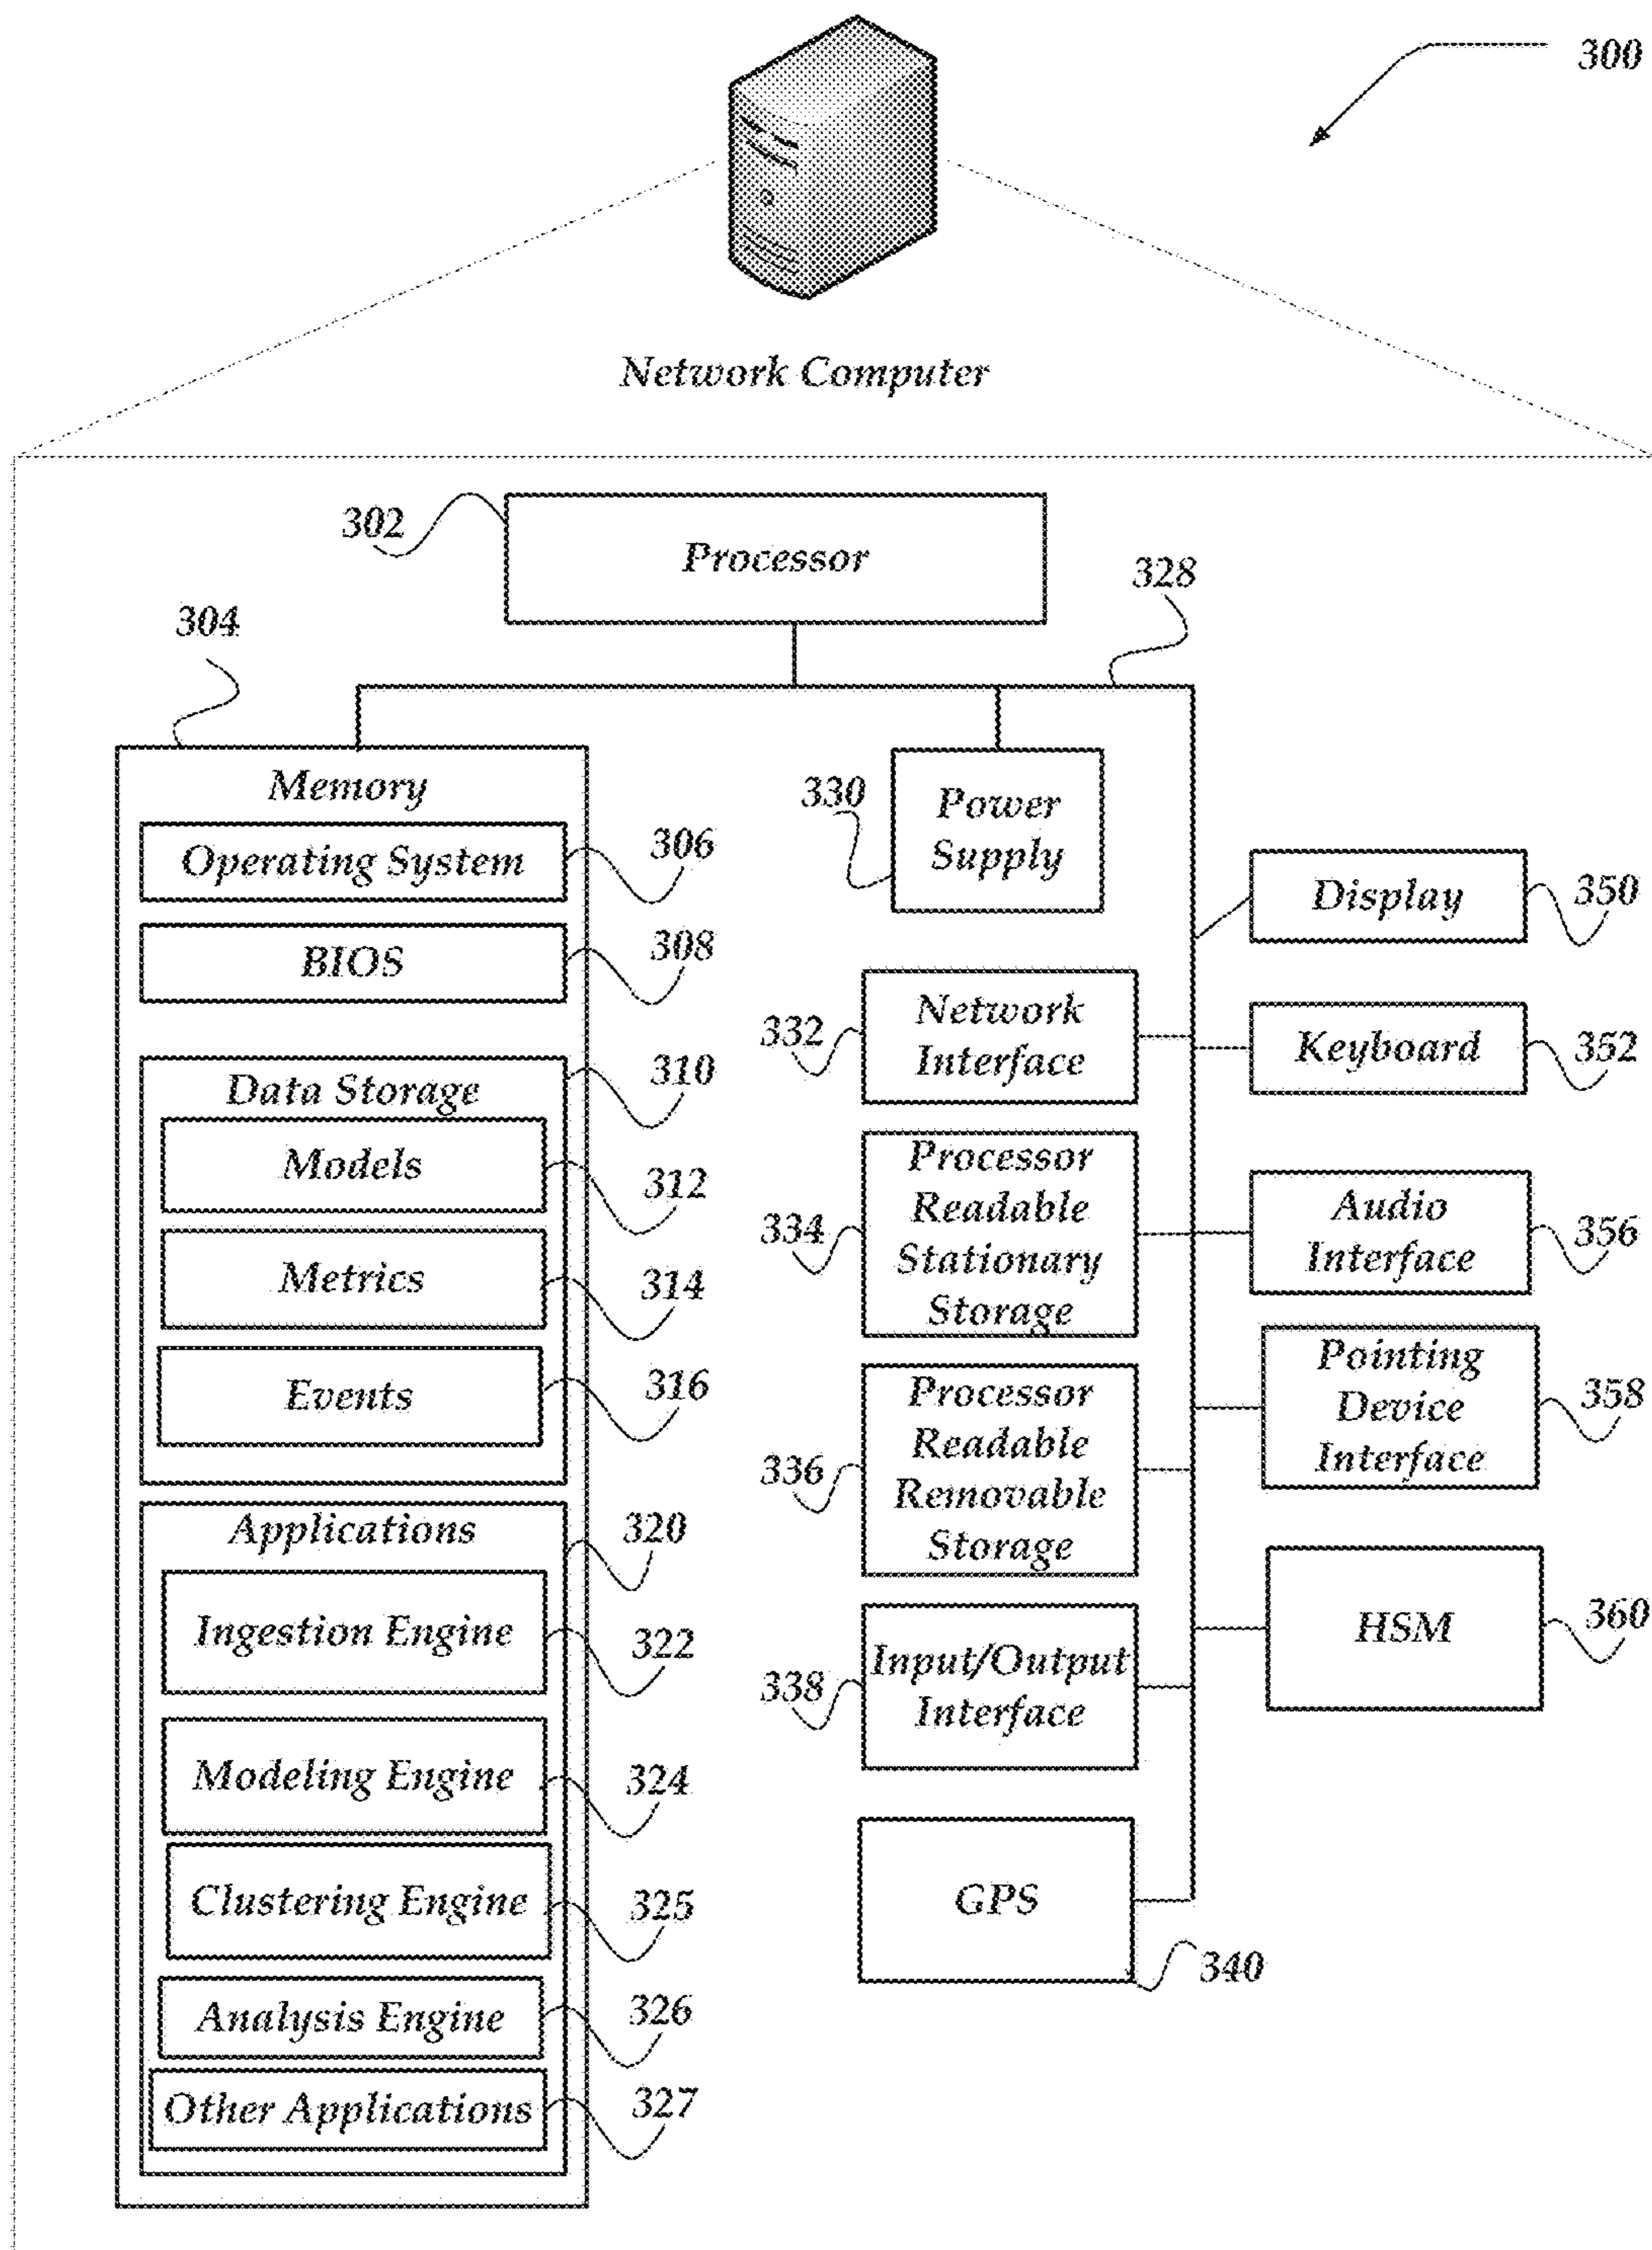 300
Network Computer
302
Processor
328
304
Memory
Operating System
306
BIOS
308
Data Storage
310
Models
312
Metrics
314
Events
316
Applications
320
Ingestion Engine
322
Modeling Engine
324
Clustering Engine
325
Analysis Engine
326
Other Applications
327
330
Power
Supply
332
Network
Interface
334
Processor
Readable
Stationary
Storage
336
Processor
Readable
Removable
Storage
338
Input/Output
Interface
GPS
340
Display
350
Keyboard
352
Audio
Interface
356
Pointing
Device
Interface
358
HSM
360